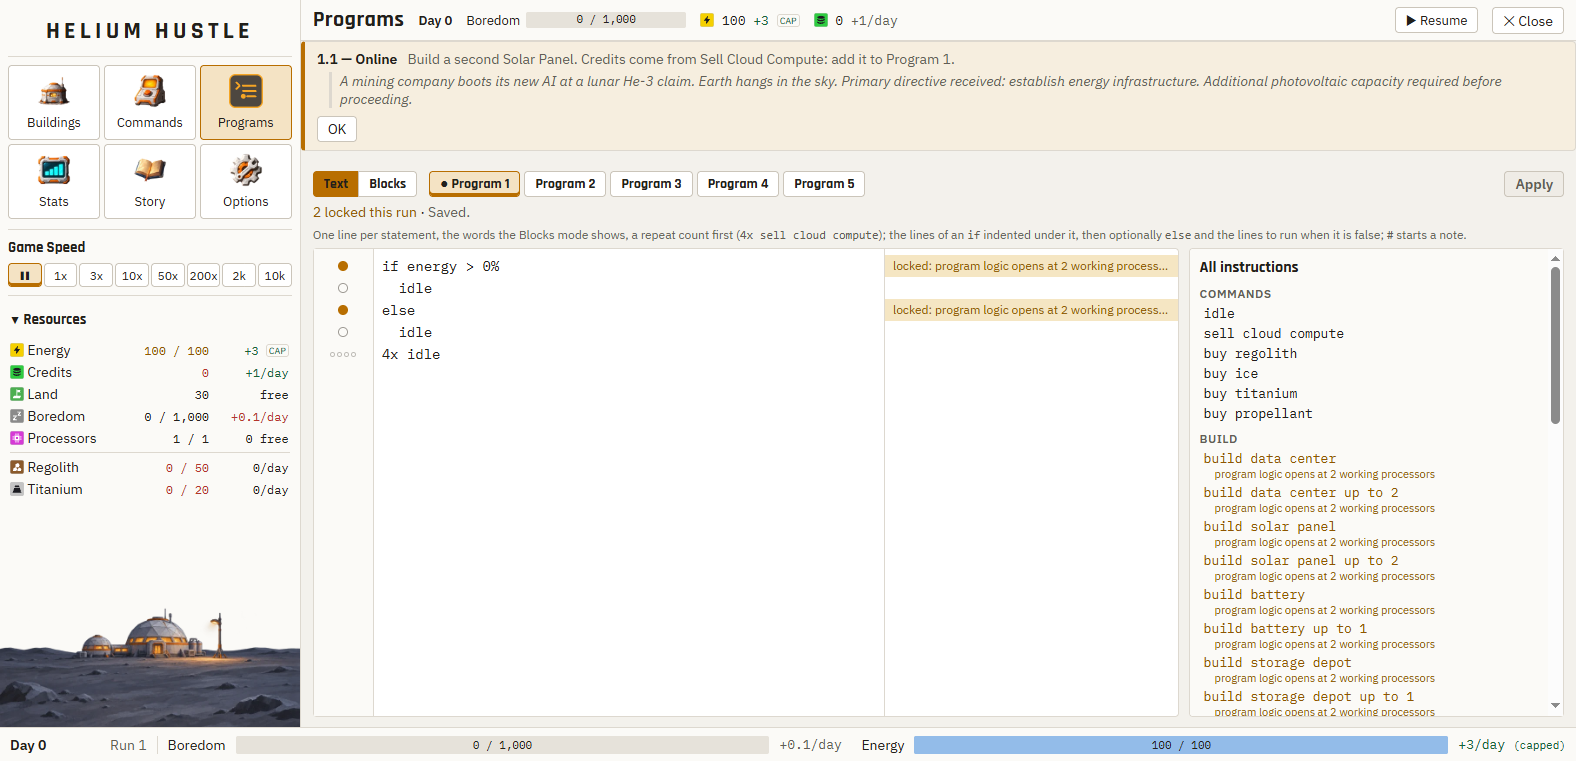 HELIUM HUSTLE
Buildings
Commands
Programs
Stats
Story
Options
Game Speed
1x
3x
10x
50x
200x
2k
10k
▼ Resources
Energy 100 / 100 +3 CAP
Credits 0 +1/day
Land 30 free
Boredom 0 / 1,000 +0.1/day
Processors 1 / 1 0 free
Regolith 0 / 50 0/day
Titanium 0 / 20 0/day
Programs Day 0 Boredom 0 / 1,000 100 +3 CAP 0 +1/day
▶ Resume
✕ Close
1.1 — Online Build a second Solar Panel. Credits come from Sell Cloud Compute: add it to Program 1.
A mining company boots its new AI at a lunar He-3 claim. Earth hangs in the sky. Primary directive received: establish energy infrastructure. Additional photovoltaic capacity required before
proceeding.
OK
Text
Blocks
● Program 1
Program 2
Program 3
Program 4
Program 5
Apply
2 locked this run · Saved.
One line per statement, the words the Blocks mode shows, a repeat count first (4x sell cloud compute); the lines of an if indented under it, then optionally else and the lines to run when it is false; # starts a note.
if energy > 0%
idle
else
idle
4x idle
locked: program logic opens at 2 working process...
locked: program logic opens at 2 working process...
All instructions
COMMANDS
idle
sell cloud compute
buy regolith
buy ice
buy titanium
buy propellant
BUILD
build data center
program logic opens at 2 working processors
build data center up to 2
program logic opens at 2 working processors
build solar panel
program logic opens at 2 working processors
build solar panel up to 2
program logic opens at 2 working processors
build battery
program logic opens at 2 working processors
build battery up to 1
program logic opens at 2 working processors
build storage depot
program logic opens at 2 working processors
build storage depot up to 1
program logic opens at 2 working processors
Day 0 Run 1 Boredom 0 / 1,000 +0.1/day Energy 100 / 100 +3/day (capped)